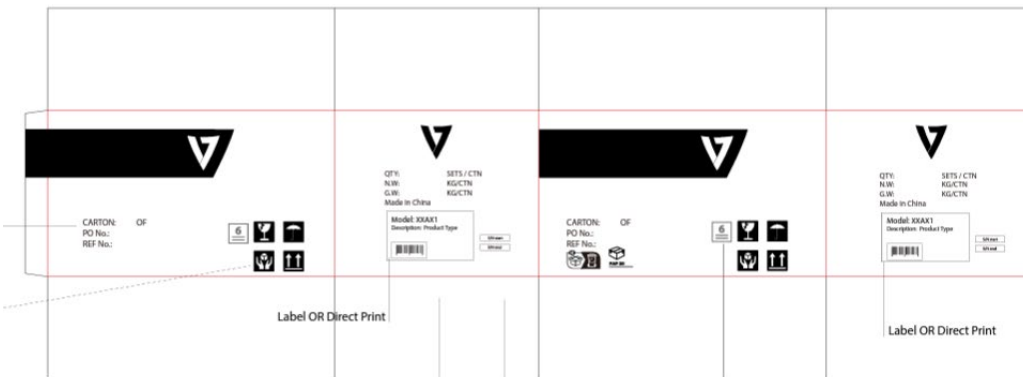 CARTON: OF
PO No.:
REF No.:
6
QTY: SETS / CTN
N.W: KG/CTN
G.W: KG/CTN
Made in China
Model: XXAX1
Description: Product Type
Label OR Direct Print
CARTON: OF
PO No.:
REF No.:
6
QTY: SETS / CTN
N.W: KG/CTN
G.W: KG/CTN
Made in China
Model: XXAX1
Description: Product Type
Label OR Direct Print